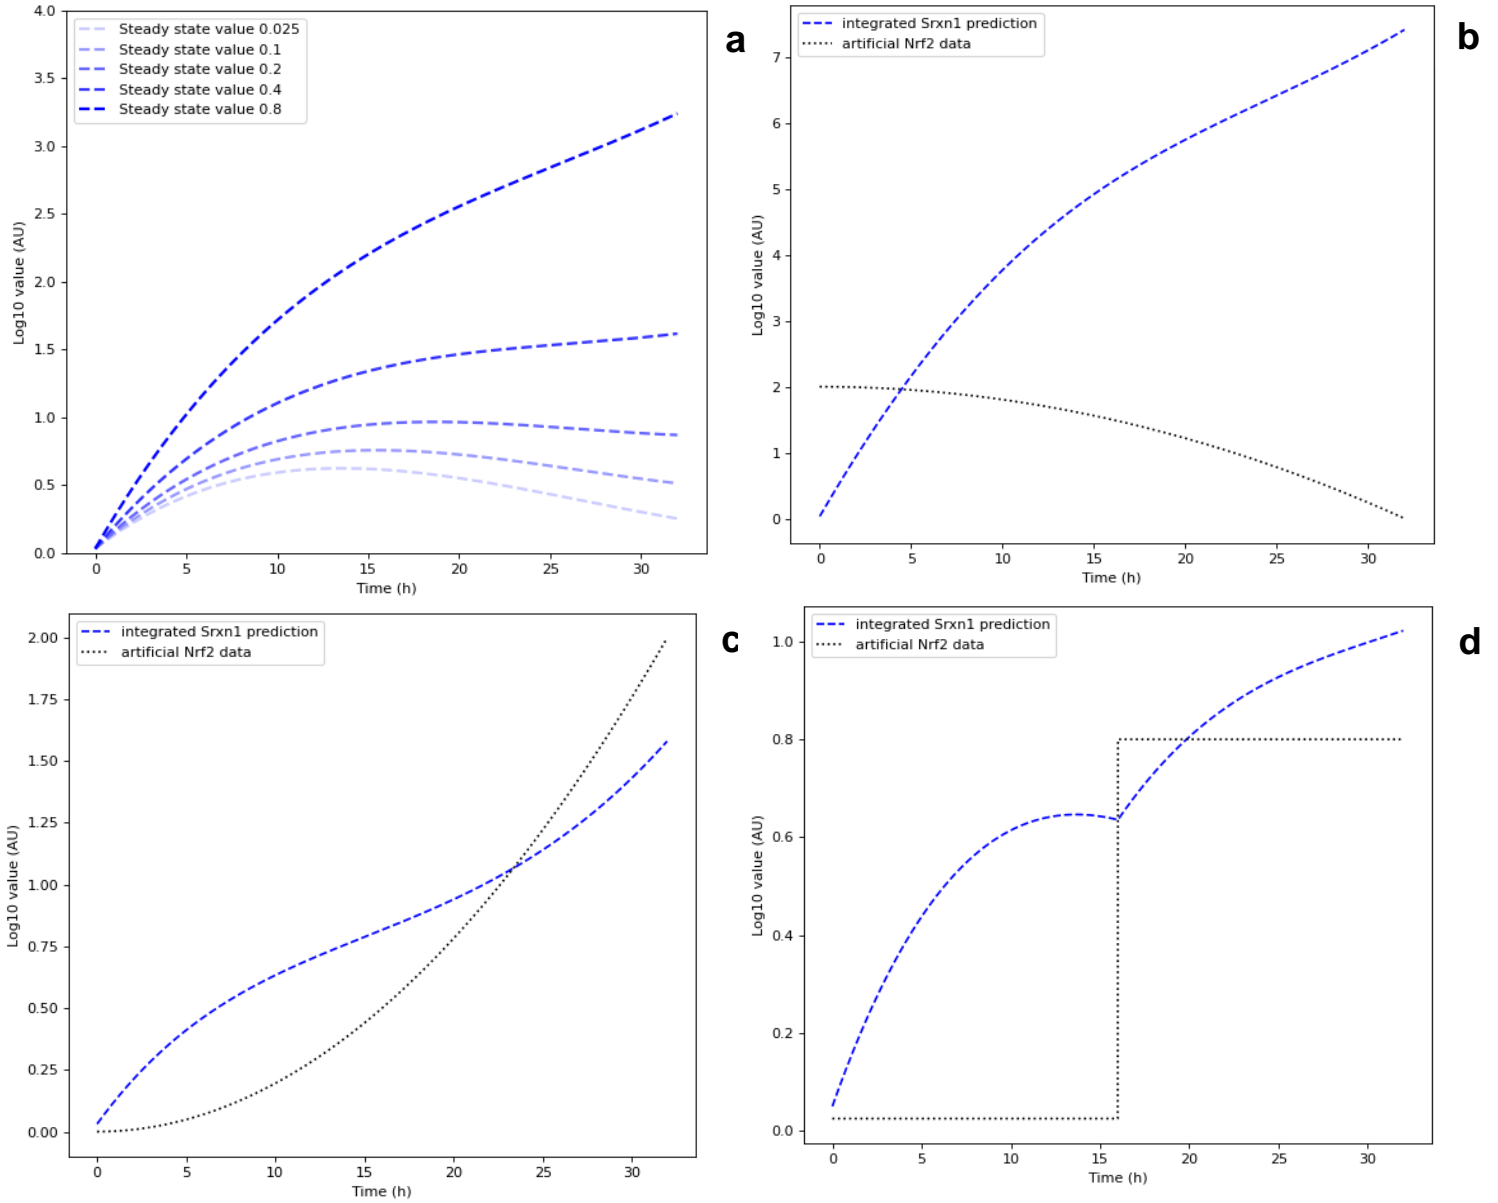 4.0
3.5
3.0
2.5
2.0
1.5
1.0
0.5
0.0
Log10 value (AU)
Steady state value 0.025
Steady state value 0.1
Steady state value 0.2
Steady state value 0.4
Steady state value 0.8
0 5 10 15 20 25 30
Time (h)
a
7
6
5
4
3
2
1
0
Log10 value (AU)
integrated Srxn1 prediction
artificial Nrf2 data
0 5 10 15 20 25 30
Time (h)
b
2.00
1.75
1.50
1.25
1.00
0.75
0.50
0.25
0.00
Log10 value (AU)
integrated Srxn1 prediction
artificial Nrf2 data
0 5 10 15 20 25 30
Time (h)
c
1.0
0.8
0.6
0.4
0.2
0.0
Log10 value (AU)
integrated Srxn1 prediction
artificial Nrf2 data
0 5 10 15 20 25 30
Time (h)
d